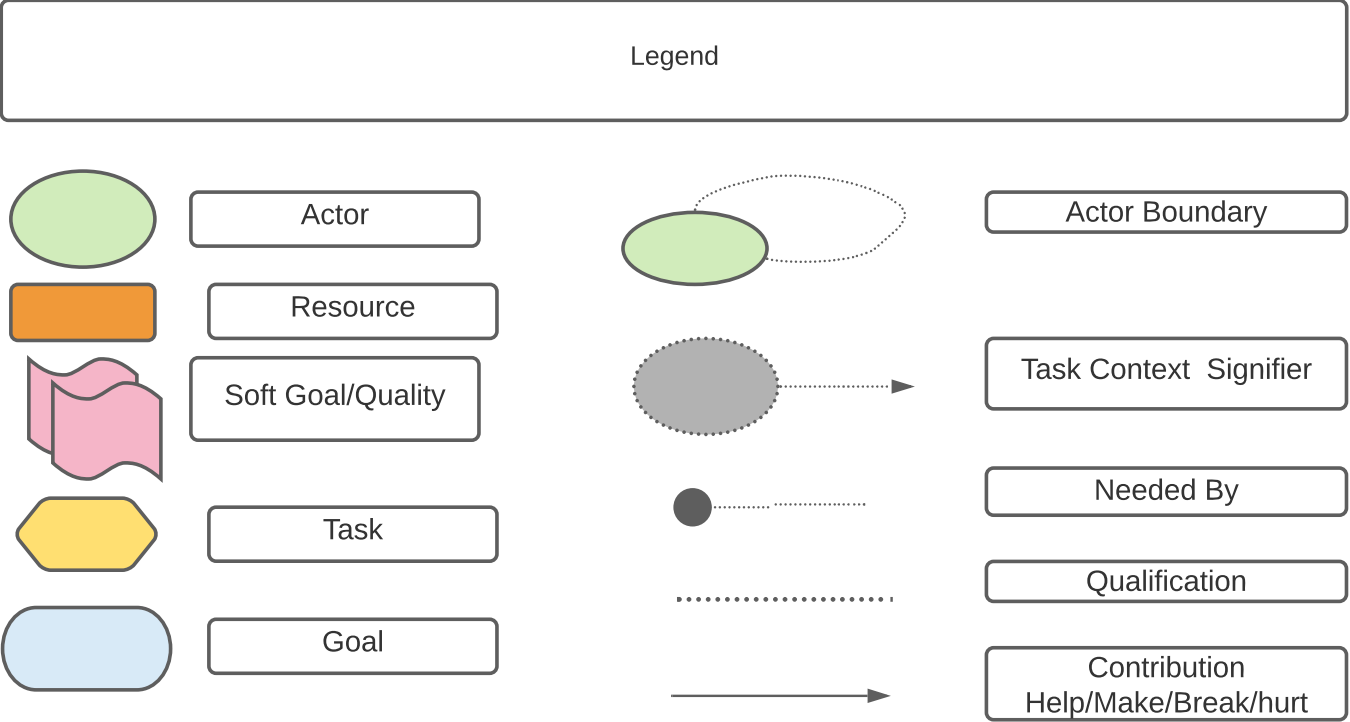 Legend
Actor
Actor Boundary
Resource
Soft Goal/Quality
Task Context  Signifier
Needed By
Task
Qualification
Goal
Contribution
Help/Make/Break/hurt